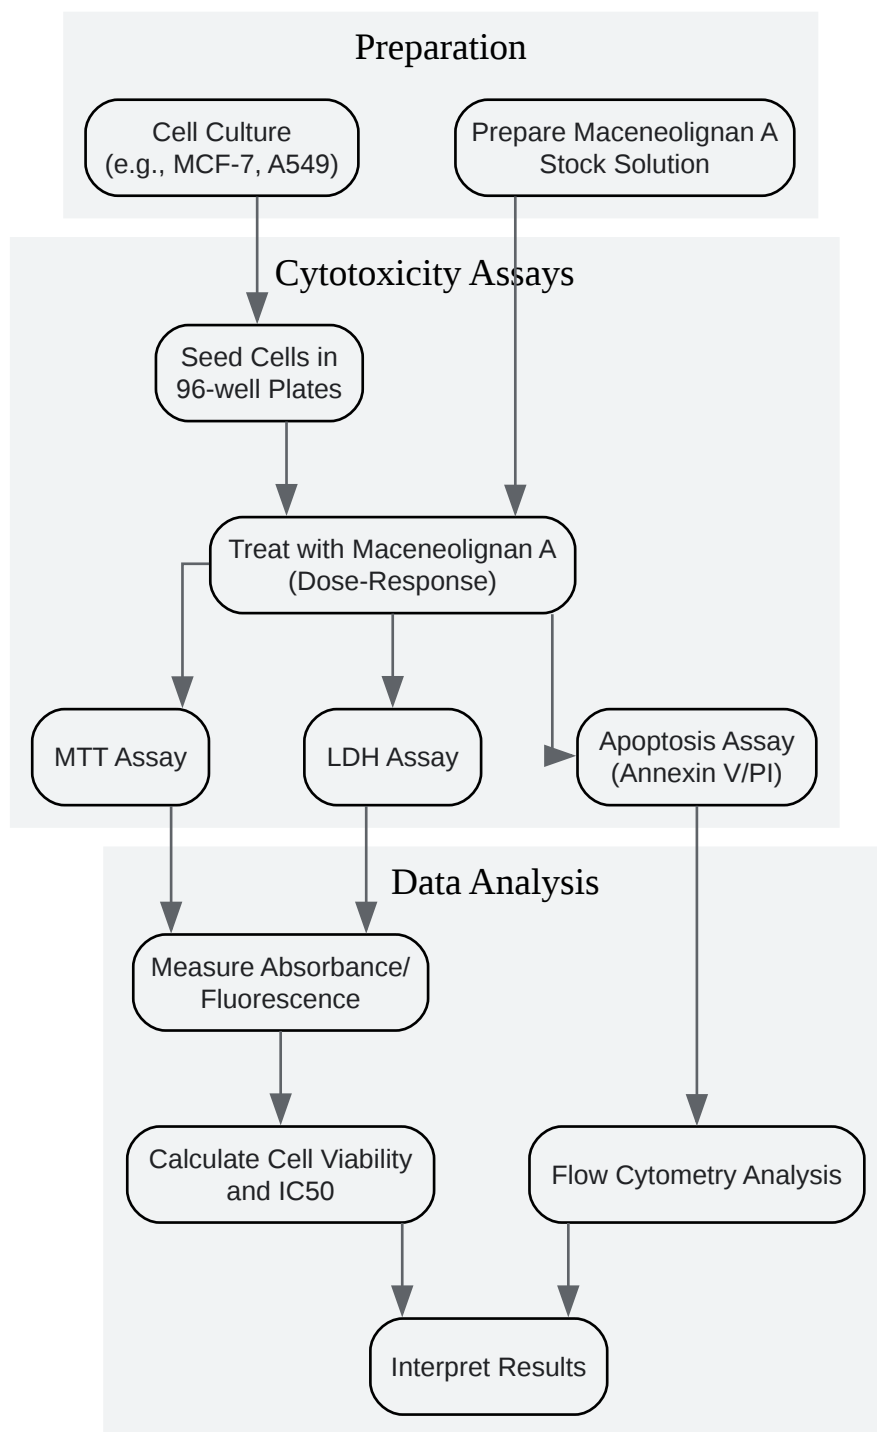 Preparation
Cell Culture
(e.g., MCF-7, A549)
Prepare Maceneolignan A
Stock Solution
Cytotoxicity Assays
Seed Cells in
96-well Plates
Treat with Maceneolignan A
(Dose-Response)
MTT Assay
LDH Assay
Apoptosis Assay
(Annexin V/PI)
Data Analysis
Measure Absorbance/
Fluorescence
Calculate Cell Viability
and IC50
Flow Cytometry Analysis
Interpret Results